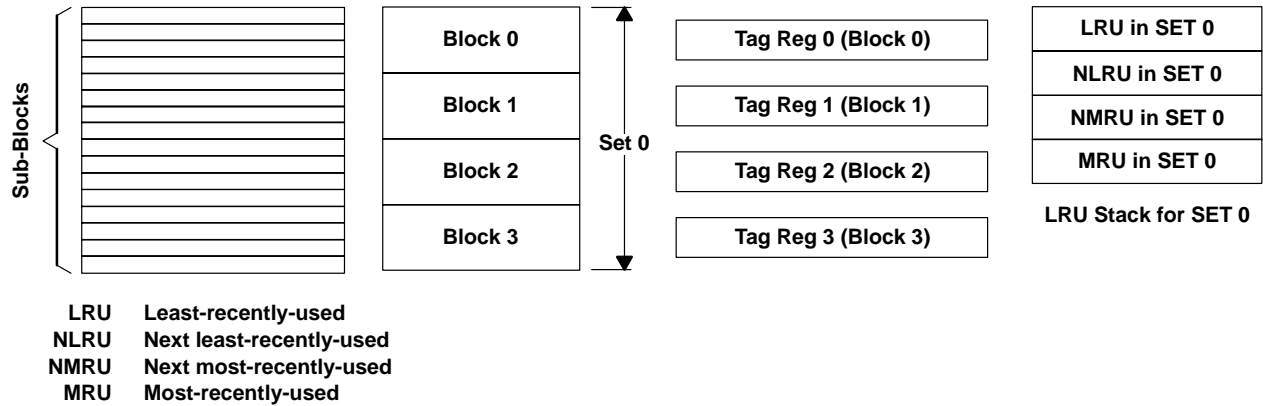 Sub-Blocks
Block 0
Block 1
Block 2
Block 3
Set 0
Tag Reg 0 (Block 0)
Tag Reg 1 (Block 1)
Tag Reg 2 (Block 2)
Tag Reg 3 (Block 3)
LRU in SET 0
NLRU in SET 0
NMRU in SET 0
MRU in SET 0
LRU Stack for SET 0
LRU Least-recently-used
NLRU Next least-recently-used
NMRU Next most-recently-used
MRU Most-recently-used